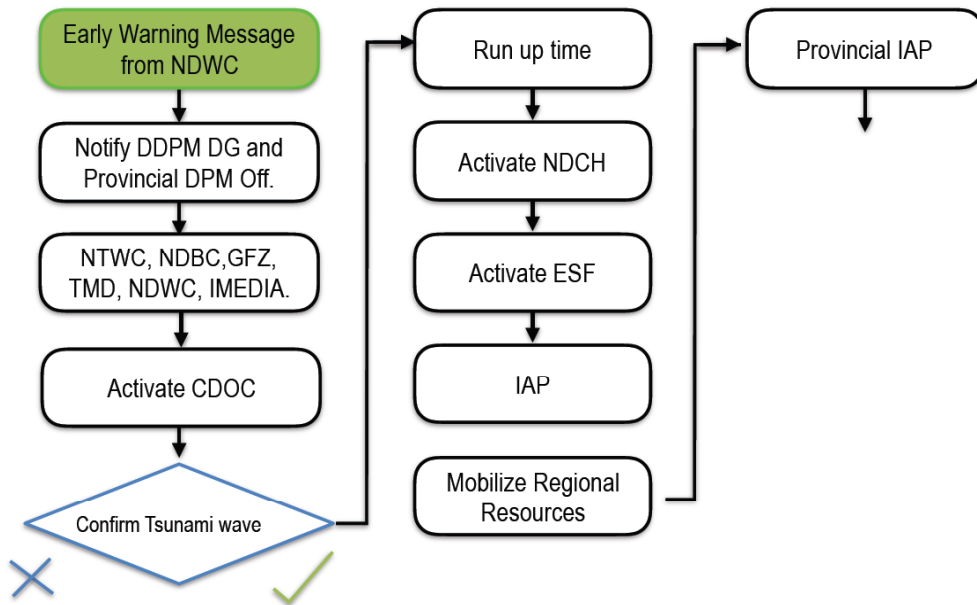 Early Warning Message
from NDWC
Notify DDPM DG and
Provincial DPM Off.
NTWC, NDBC,GFZ,
TMD, NDWC, IMEDIA.
Activate CDOC
Confirm Tsunami wave
Run up time
Activate NDCH
Activate ESF
IAP
Mobilize Regional
Resources
Provincial IAP